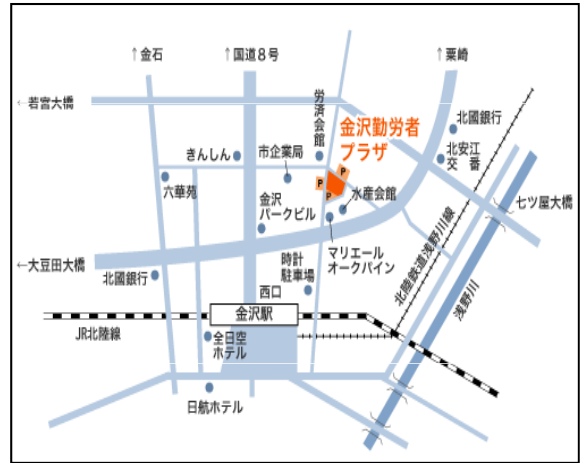 ↑金石
↑国道8号
↑粟崎
←若宮大橋
労済会館
金沢勤労者
プラザ
北國銀行
北安江
交番
きんしん
市企業局
P
P
P
六華苑
金沢
パークビル
水産会館
七ツ屋大橋
マリエール
オークパイン
←大豆田大橋
北國銀行
時計
駐車場
北陸鉄道浅野川線
浅野川
西口
金沢駅
JR北陸線
全日空
ホテル
日航ホテル